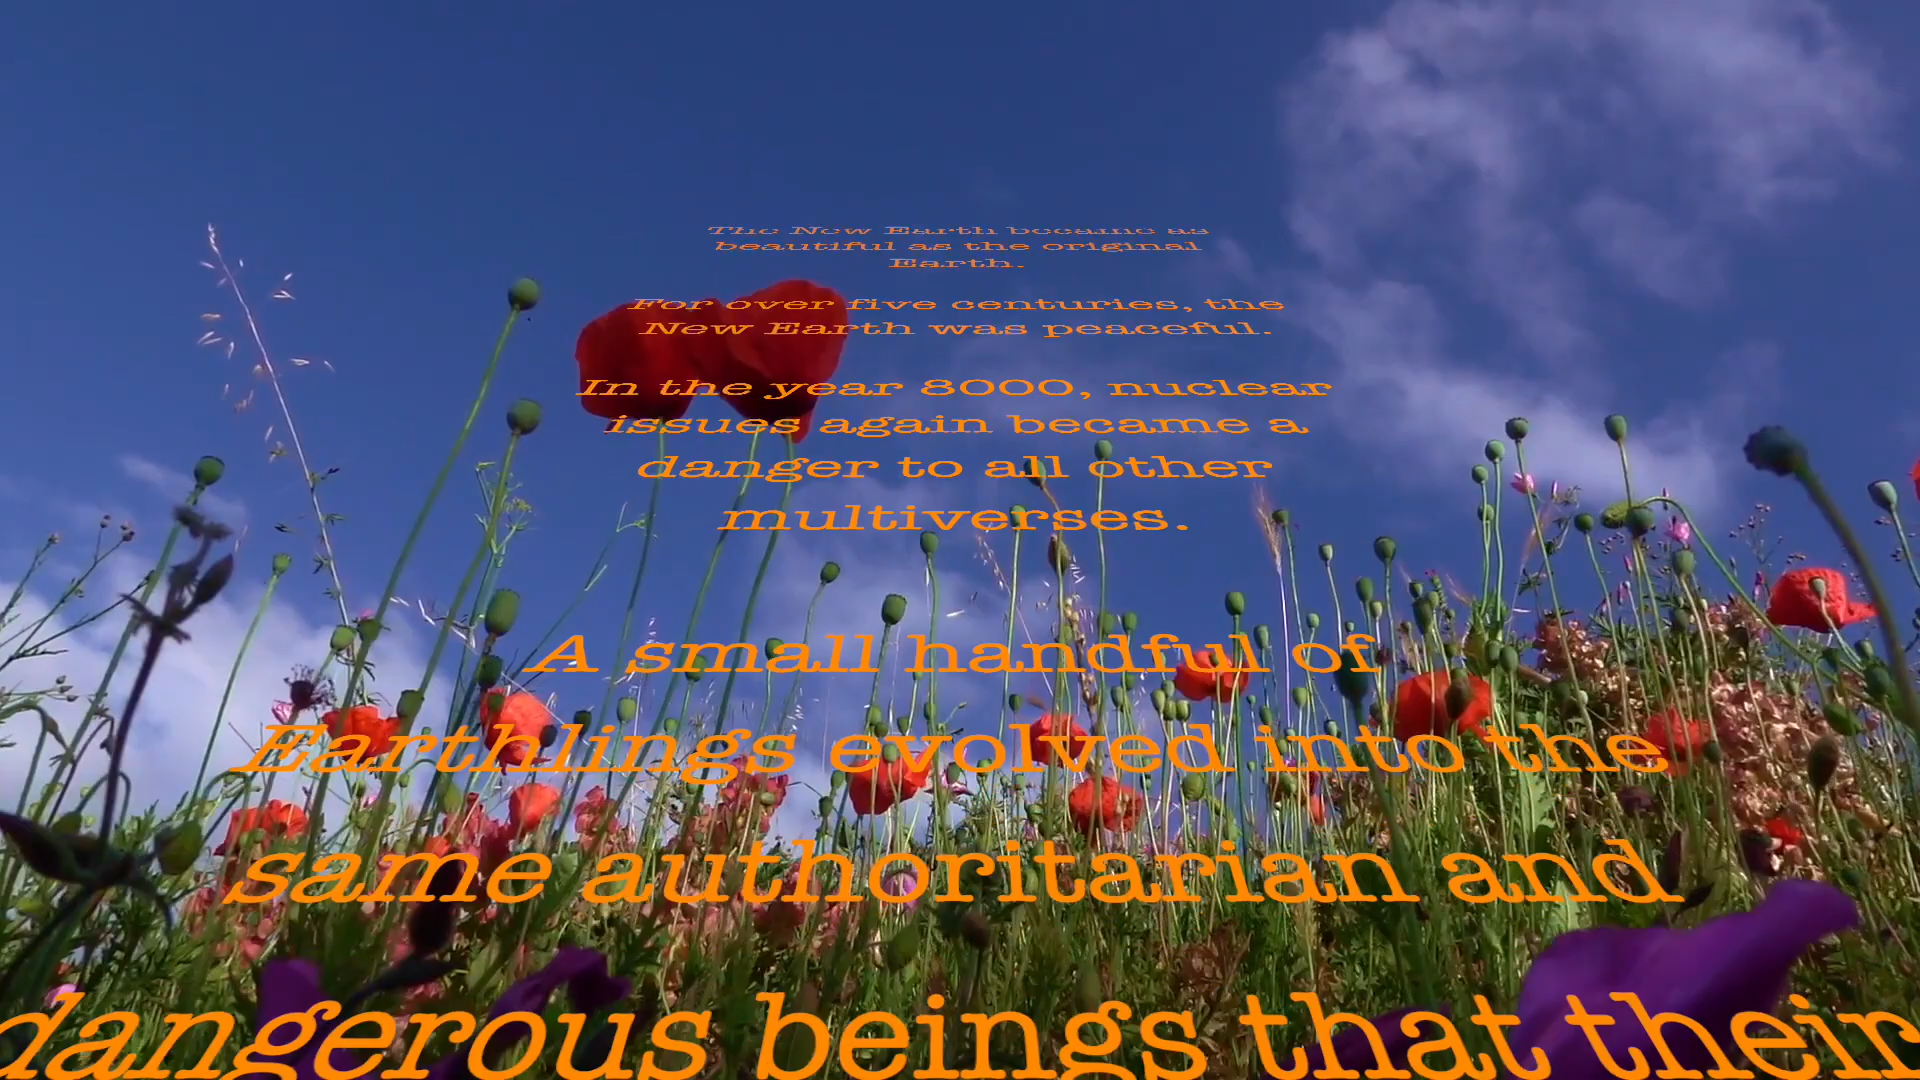 The New Earth became as
beautiful as the original
Earth.
For over five centuries, the
New Earth was peaceful.
In the year 8000, nuclear
issues again became a
danger to all other
multiverses.
A small handful of
Earthlings evolved into the
same authoritarian and
dangerous beings that their